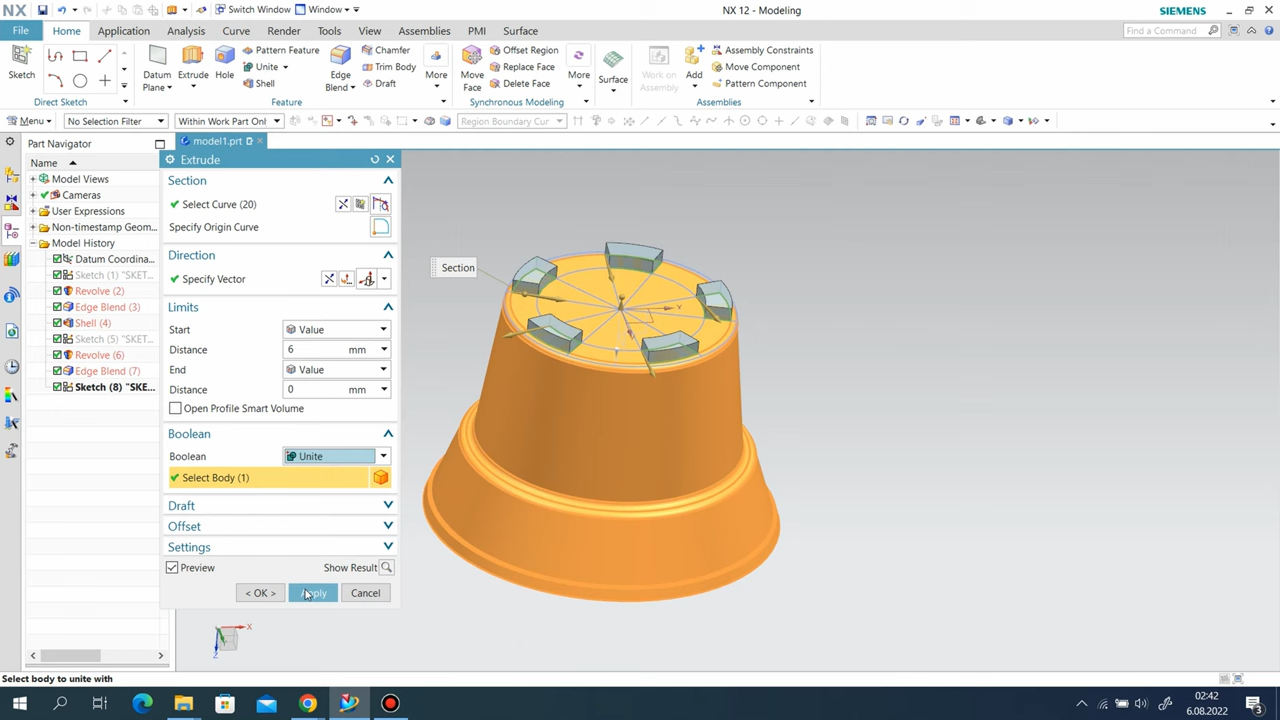 NX
Switch Window
Window
NX 12 - Modeling
SIEMENS
File
Home
Application
Analysis
Curve
Render
Tools
View
Assemblies
PMI
Surface
Find a Command
Sketch
Direct Sketch
Datum Plane
Extrude
Hole
Pattern Feature
Unite
Shell
Edge Blend
Chamfer
Trim Body
Draft
More
Feature
Move Face
Offset Region
Replace Face
Delete Face
More
Synchronous Modeling
Surface
Work on Assembly
Add
Assembly Constraints
Move Component
Pattern Component
Assemblies
Menu
No Selection Filter
Within Work Part Onl
Region Boundary Cur
Part Navigator
model1.prt
Name
Model Views
Cameras
User Expressions
Non-timestamp Geom...
Model History
Datum Coordina...
Sketch (1) "SKET...
Revolve (2)
Edge Blend (3)
Shell (4)
Sketch (5) "SKET...
Revolve (6)
Edge Blend (7)
Sketch (8) "SKE...
Extrude
Section
Select Curve (20)
Specify Origin Curve
Direction
Specify Vector
Limits
Start
Value
Distance
6 mm
End
Value
Distance
0 mm
Open Profile Smart Volume
Boolean
Boolean
Unite
Select Body (1)
Draft
Offset
Settings
Preview
Show Result
< OK >
Apply
Cancel
Section
Y
X
Z
Select body to unite with
02:42
6.08.2022
3